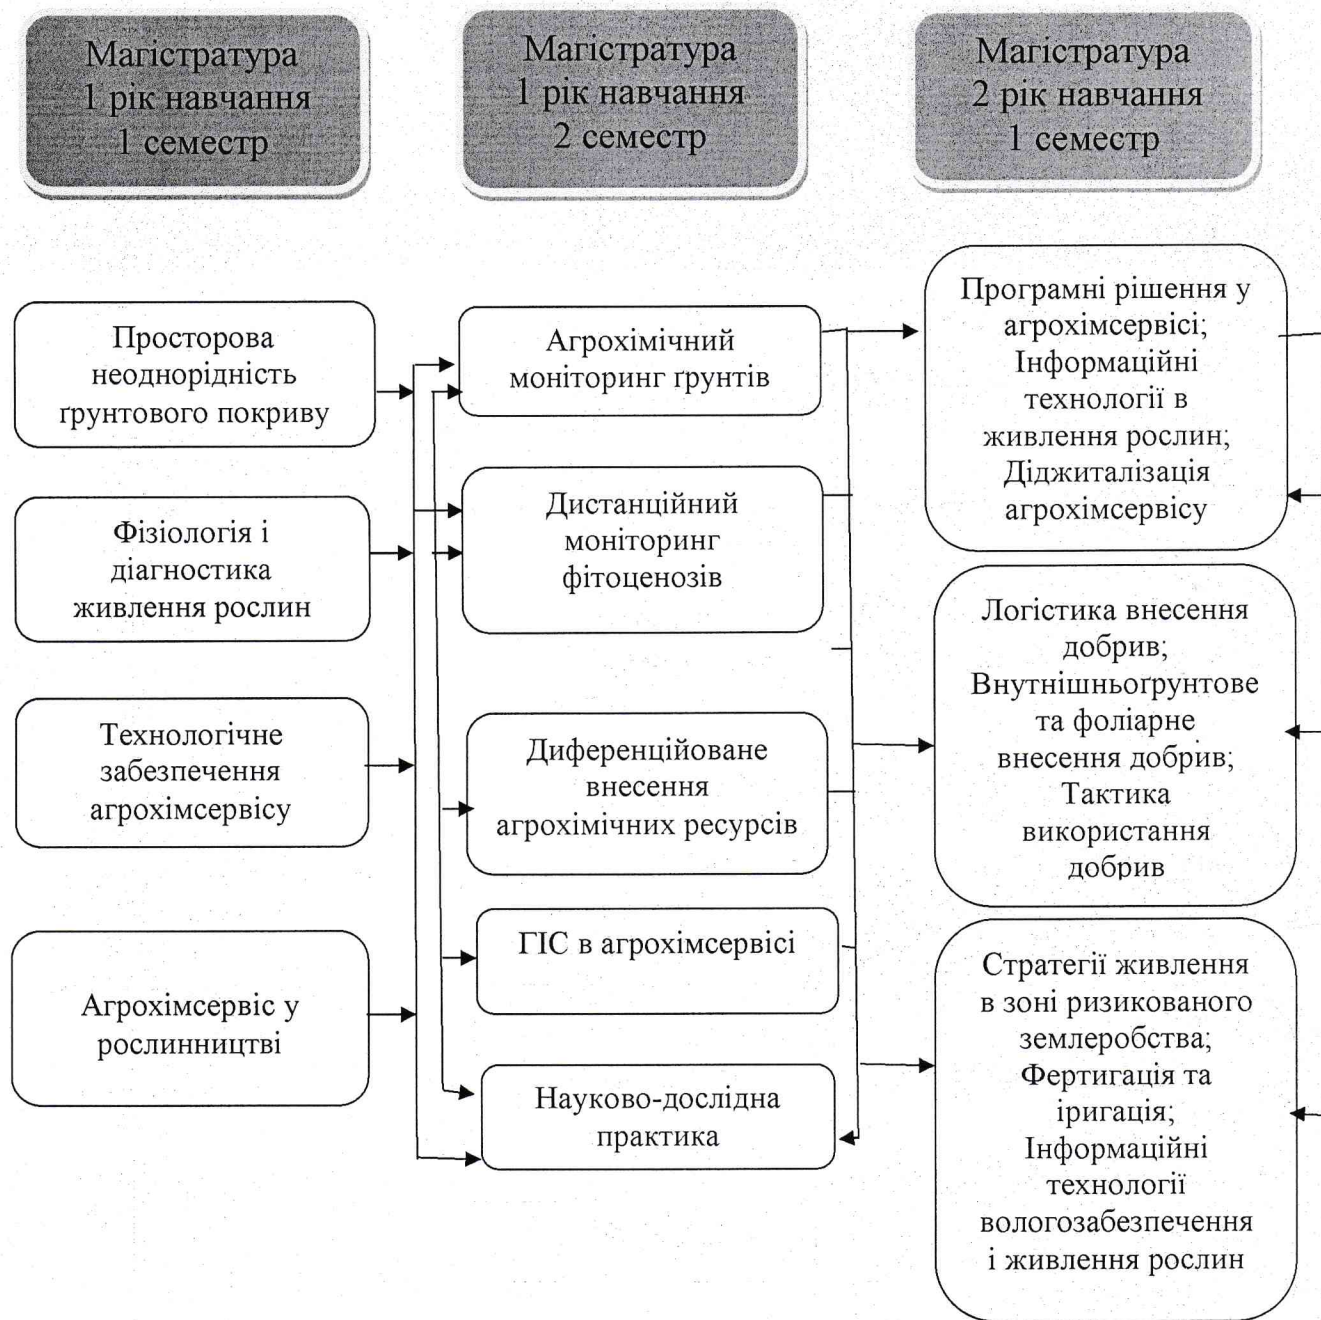 Магістратура
1 рік навчання
1 семестр
Магістратура
1 рік навчання
2 семестр
Магістратура
2 рік навчання
1 семестр
Просторова
неоднорідність
ґрунтового покриву
Фізіологія і
діагностика
живлення рослин
Технологічне
забезпечення
агрохімсервісу
Агрохімсервіс у
рослинництві
Агрохімічний
моніторинг ґрунтів
Дистанційний
моніторинг
фітоценозів
Диференційоване
внесення
агрохімічних ресурсів
ГІС в агрохімсервісі
Науково-дослідна
практика
Програмні рішення у
агрохімсервісі;
Інформаційні
технології в
живлення рослин;
Діджиталізація
агрохімсервісу
Логістика внесення
добрив;
Внутнішньоґрунтове
та фоліарне
внесення добрив;
Тактика
використання
добрив
Стратегії живлення
в зоні ризикованого
землеробства;
Фертигація та
іригація;
Інформаційні
технології
вологозабезпечення
і живлення рослин